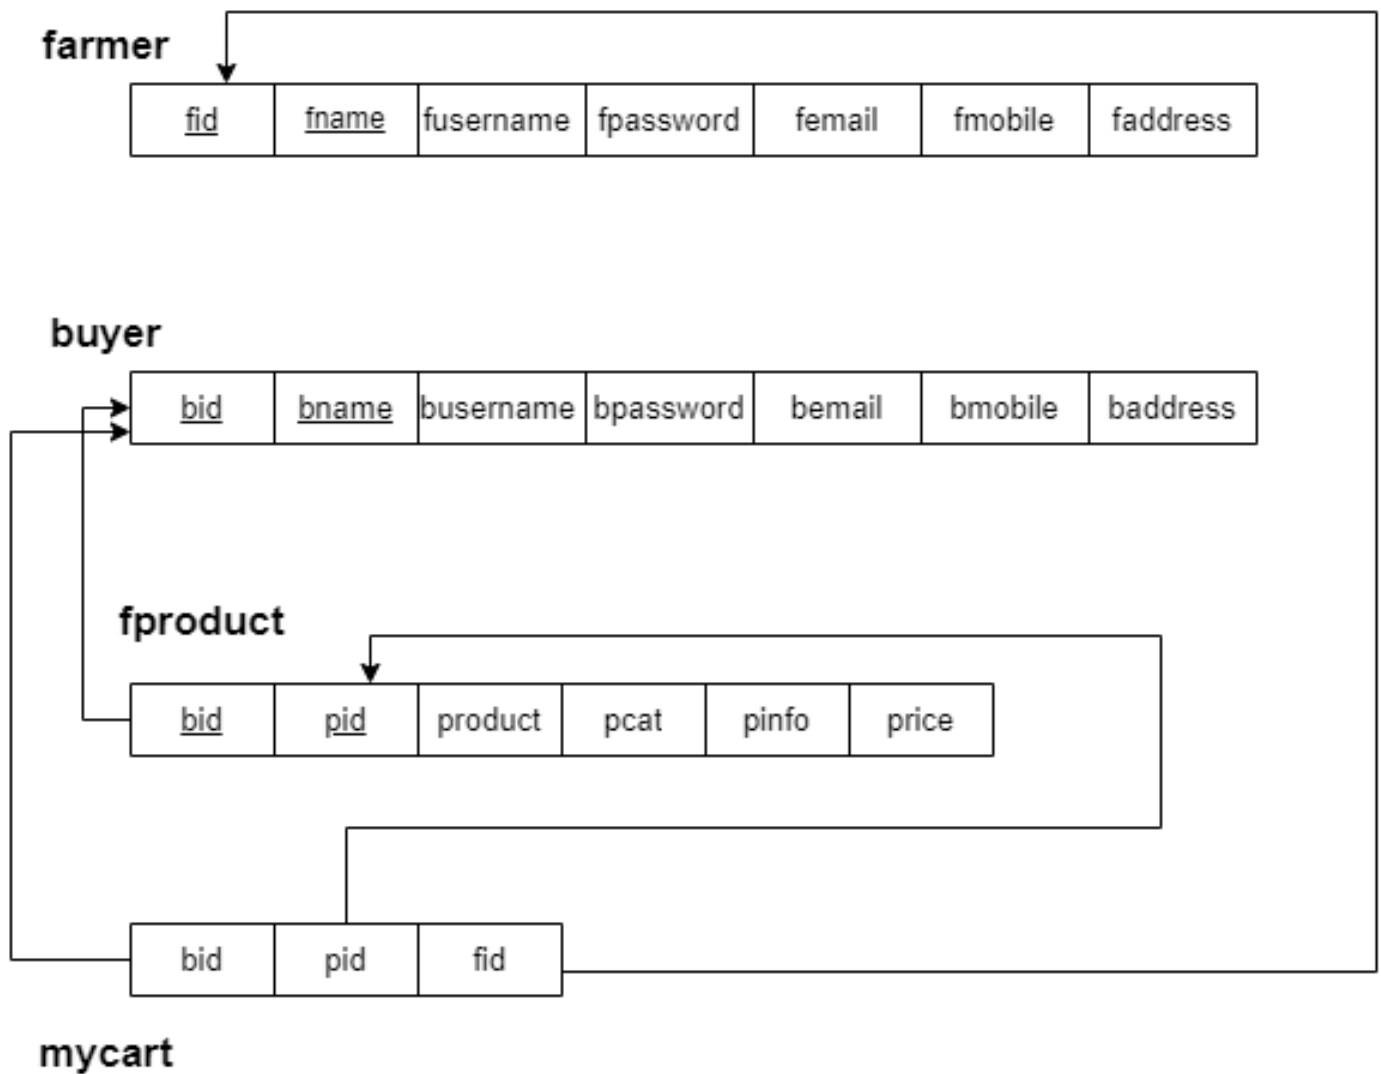 farmer
fid fname fusername fpassword femail fmobile faddress
buyer
bid bname busername bpassword bemail bmobile baddress
fproduct
bid pid product pcat pinfo price
bid pid fid
mycart